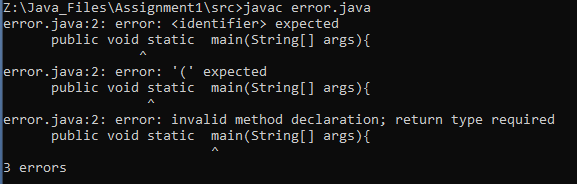 Z:\Java_Files\Assignment1\src>javac error.java
error.java:2: error: <identifier> expected
public void static  main(String[] args){
^
error.java:2: error: '(' expected
public void static  main(String[] args){
^
error.java:2: error: invalid method declaration; return type required
public void static  main(String[] args){
^
3 errors